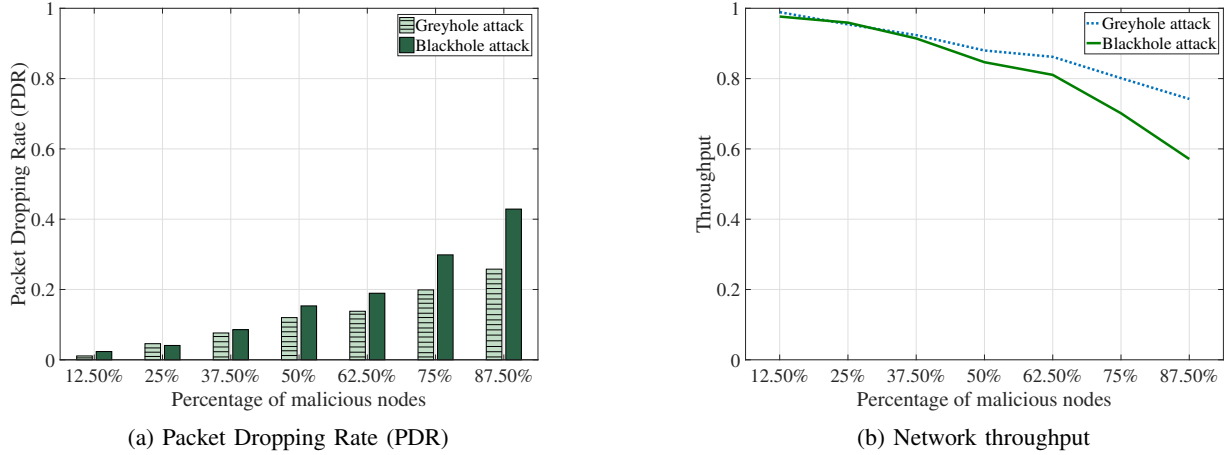 Packet Dropping Rate (PDR)
1
0.8
0.6
0.4
0.2
0
Greyhole attack
Blackhole attack
12.50% 25% 37.50% 50% 62.50% 75% 87.50%
Percentage of malicious nodes
(a) Packet Dropping Rate (PDR)
Throughput
1
0.8
0.6
0.4
0.2
0
Greyhole attack
Blackhole attack
12.50% 25% 37.50% 50% 62.50% 75% 87.50%
Percentage of malicious nodes
(b) Network throughput